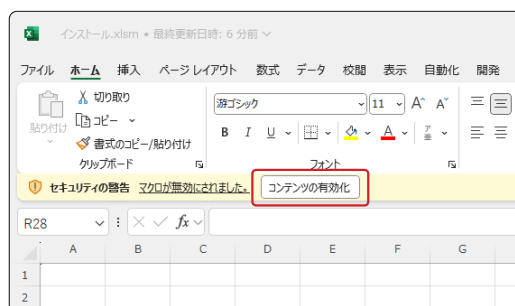 インストール.xlsm • 最終更新日時: 6 分前
ファイル ホーム 挿入 ページ レイアウト 数式 データ 校閲 表示 自動化 開発
切り取り
コピー
貼り付け
書式のコピー/貼り付け
クリップボード
游ゴシック 11 A^ A˅
B I U A ア亜
フォント
セキュリティの警告 マクロが無効にされました。 コンテンツの有効化
R28 fx
A B C D E F G
1
2